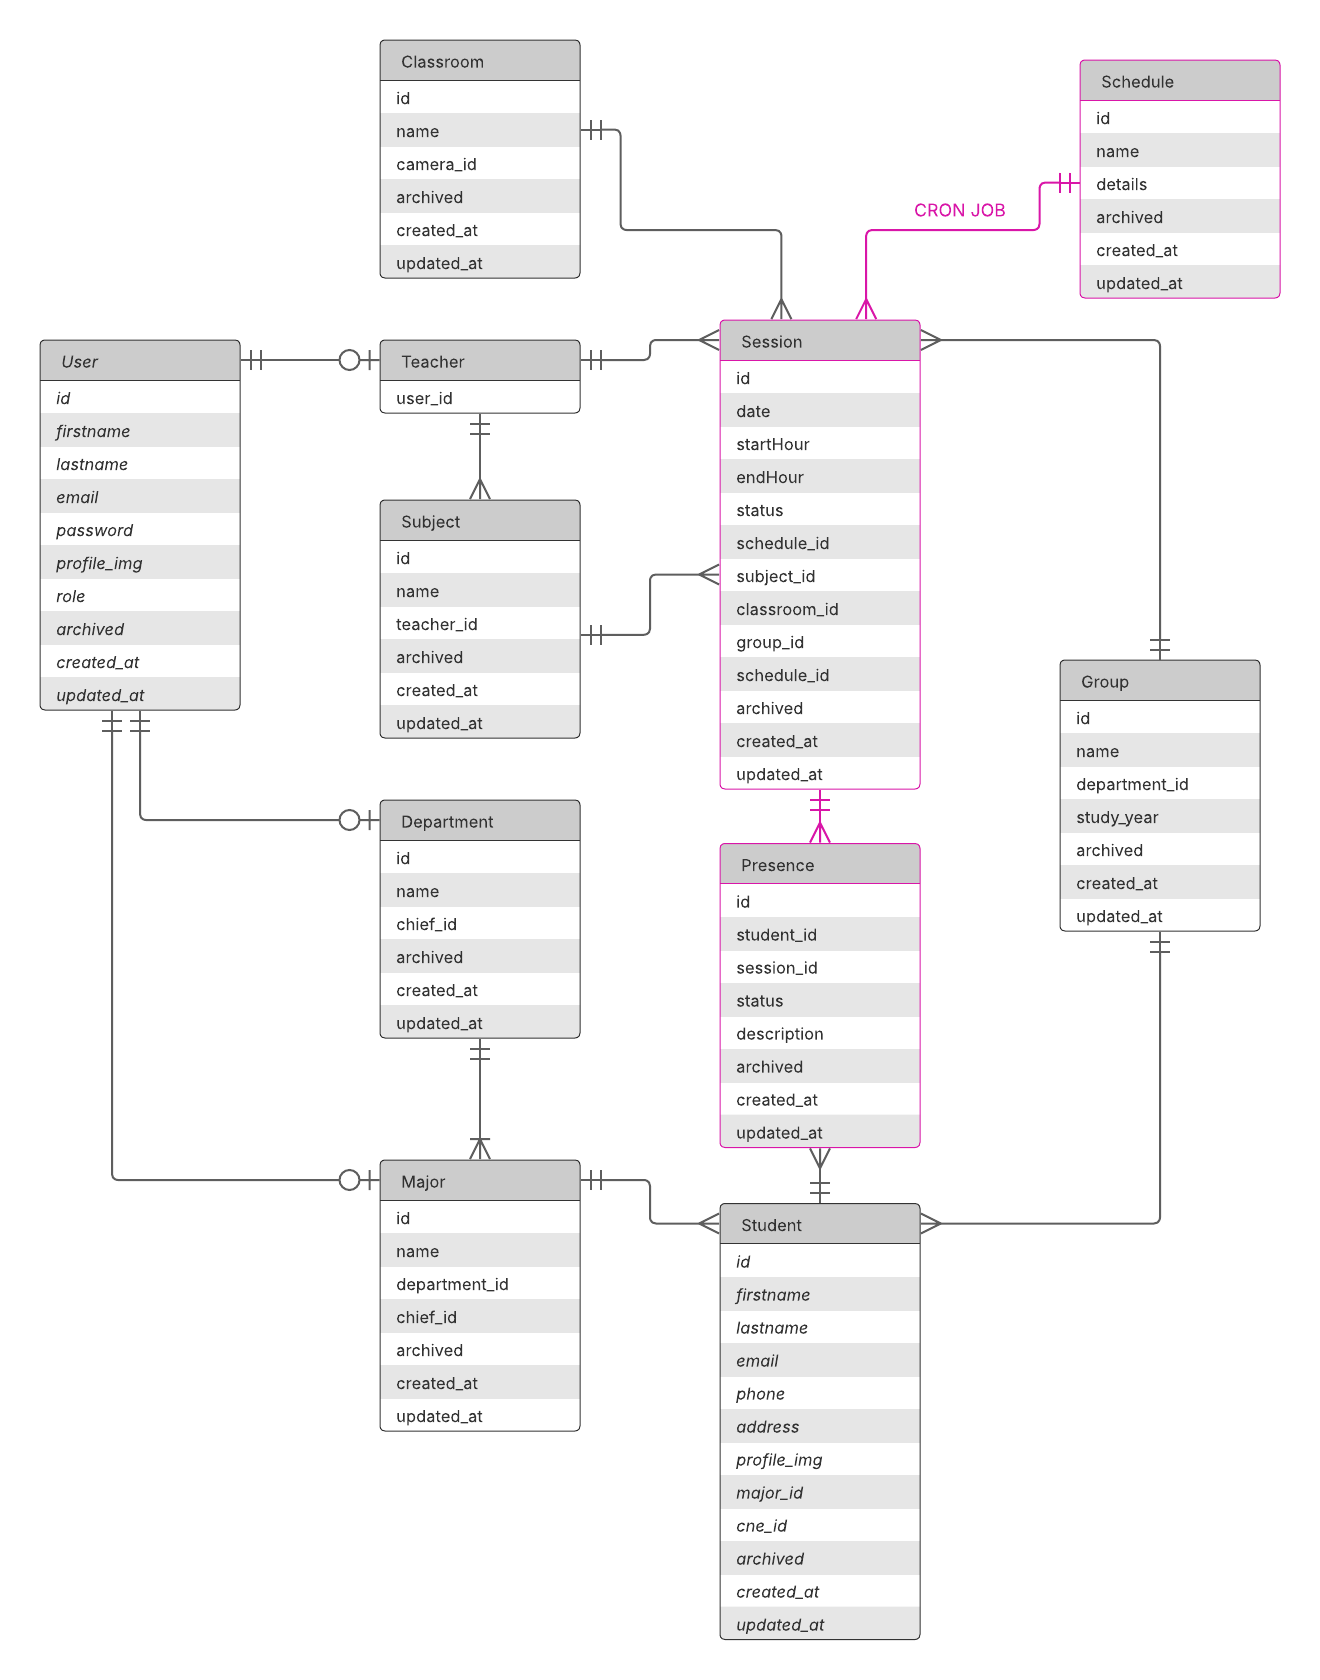 Classroom
id
name
camera_id
archived
created_at
updated_at
Schedule
id
name
details
archived
created_at
updated_at
CRON JOB
User
id
firstname
lastname
email
password
profile_img
role
archived
created_at
updated_at
Teacher
user_id
Subject
id
name
teacher_id
archived
created_at
updated_at
Session
id
date
startHour
endHour
status
schedule_id
subject_id
classroom_id
group_id
schedule_id
archived
created_at
updated_at
Group
id
name
department_id
study_year
archived
created_at
updated_at
Department
id
name
chief_id
archived
created_at
updated_at
Presence
id
student_id
session_id
status
description
archived
created_at
updated_at
Major
id
name
department_id
chief_id
archived
created_at
updated_at
Student
id
firstname
lastname
email
phone
address
profile_img
major_id
cne_id
archived
created_at
updated_at